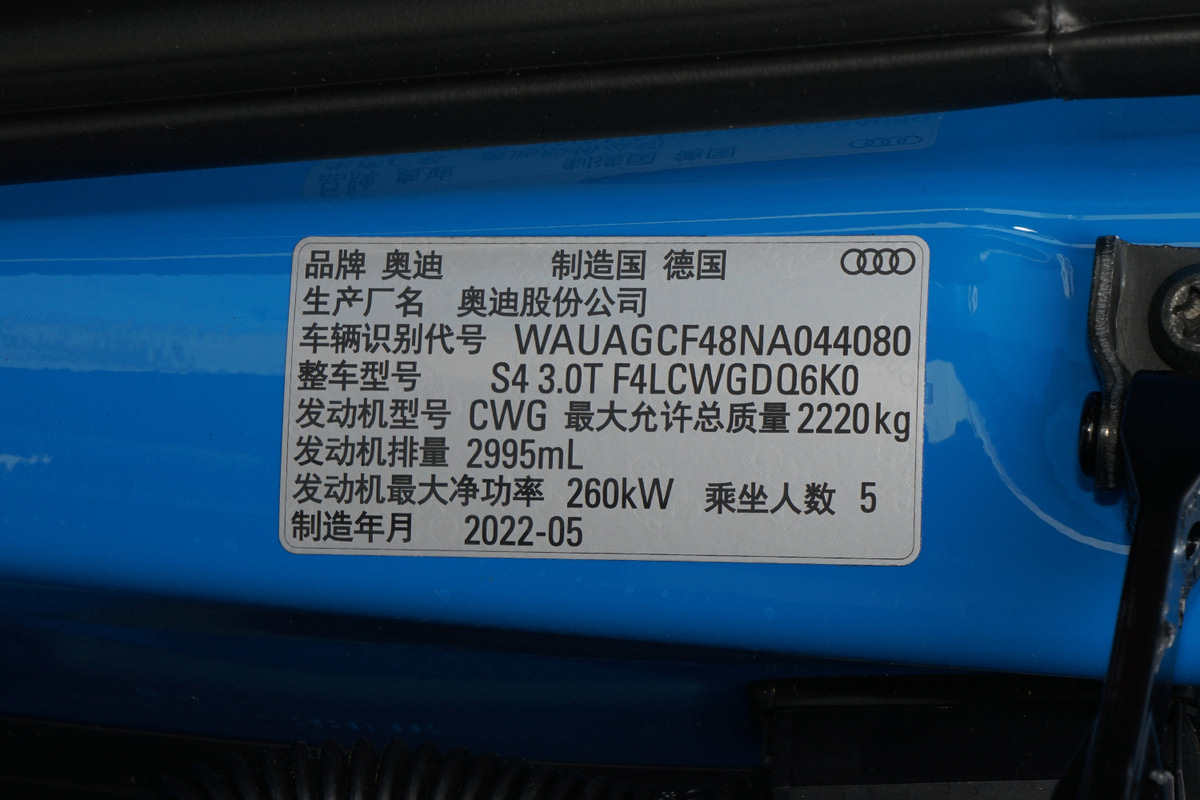 品牌 奥迪 制造国 德国
生产厂名 奥迪股份公司
车辆识别代号 WAUAGCF48NA044080
整车型号 S4 3.0T F4LCWGDQ6K0
发动机型号 CWG 最大允许总质量 2220kg
发动机排量 2995mL
发动机最大净功率 260kW 乘坐人数 5
制造年月 2022-05